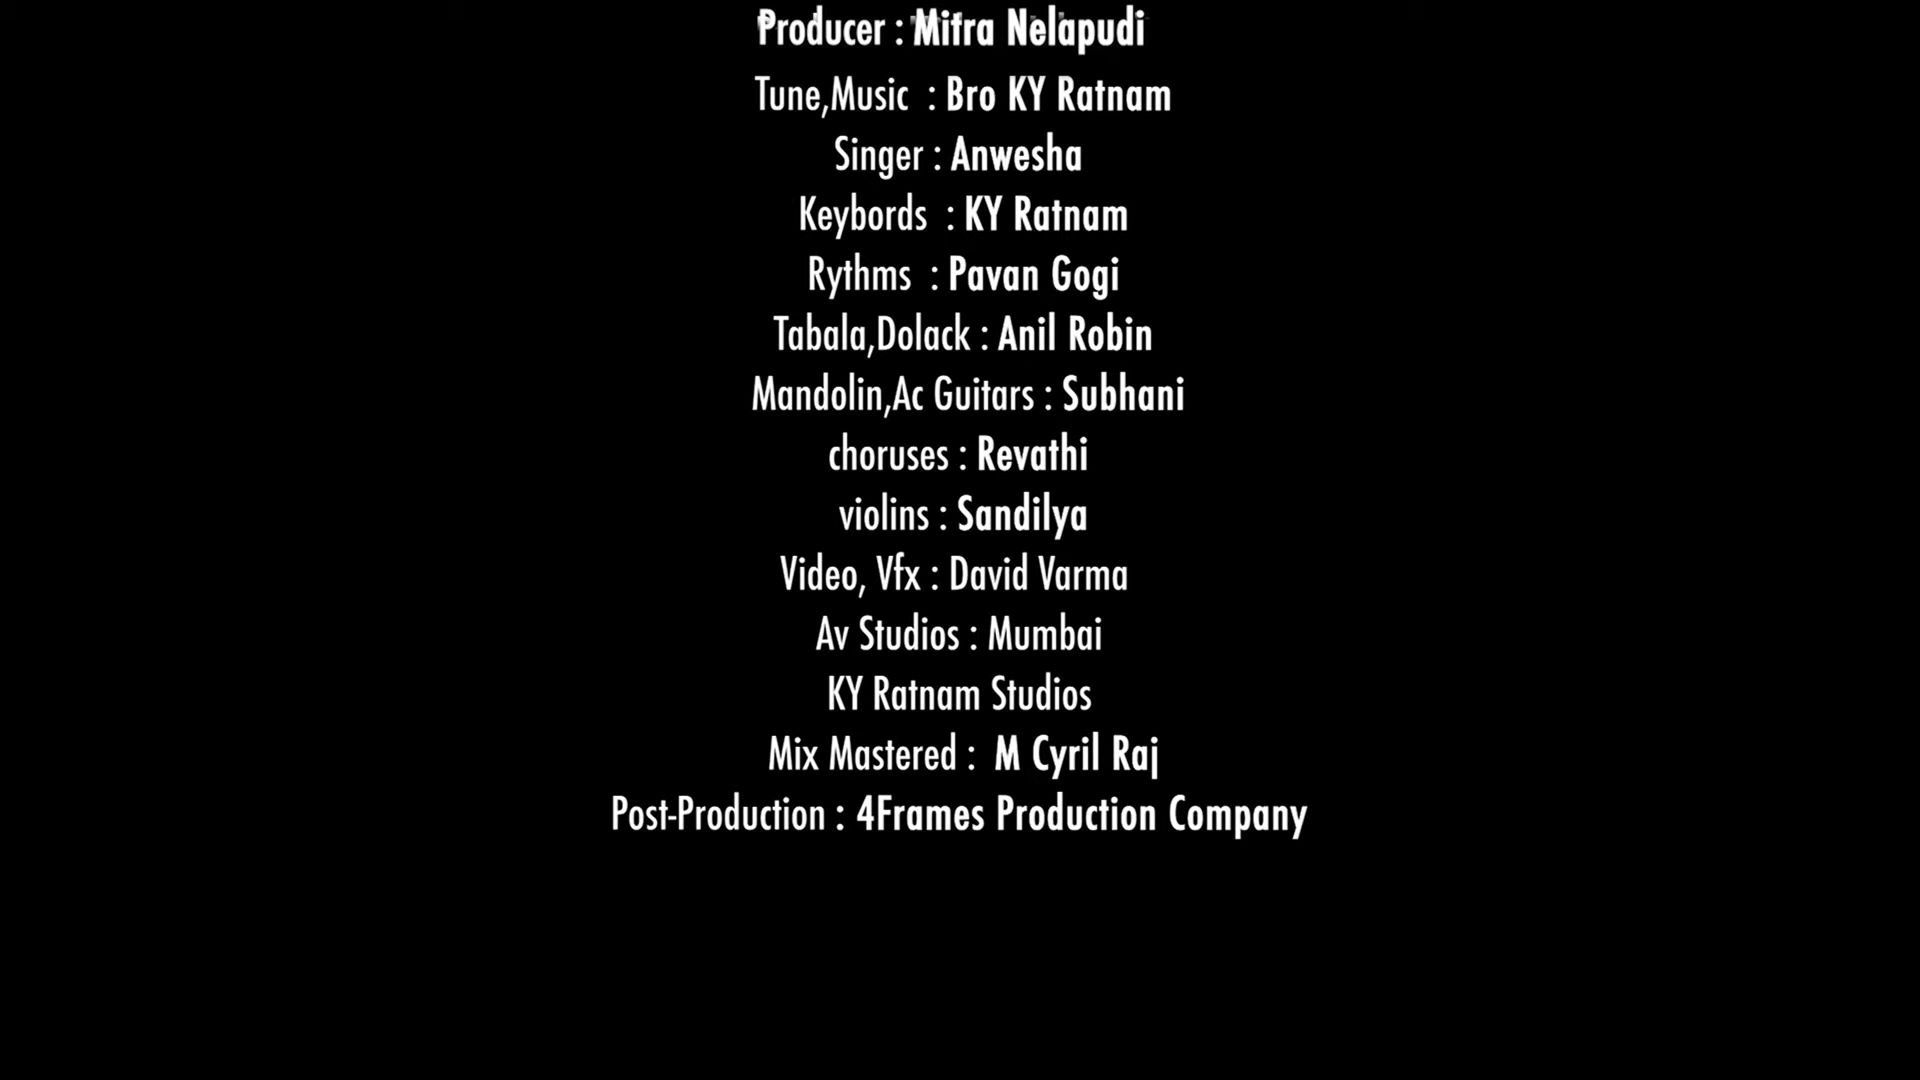 Producer : Mitra Nelapudi
Tune,Music : Bro KY Ratnam
Singer : Anwesha
Keybords : KY Ratnam
Rythms : Pavan Gogi
Tabala,Dolack : Anil Robin
Mandolin,Ac Guitars : Subhani
choruses : Revathi
violins : Sandilya
Video, Vfx : David Varma
Av Studios : Mumbai
KY Ratnam Studios
Mix Mastered : M Cyril Raj
Post-Production : 4Frames Production Company